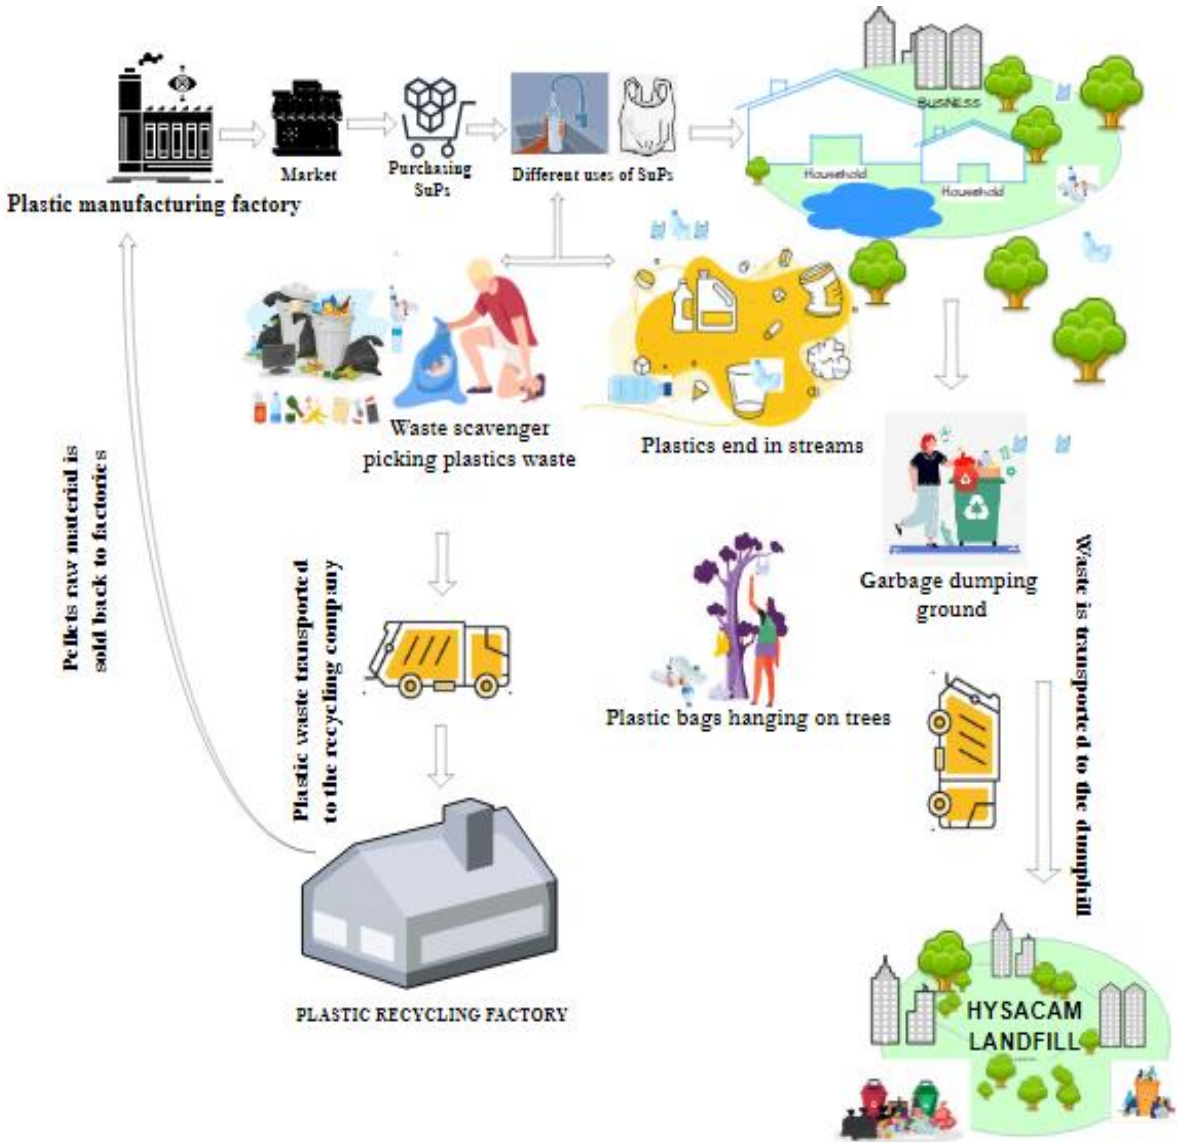 BUSINESS
Household
Household
Market
Purchasing
SuPs
Different uses of SuPs
Plastic manufacturing factory
Waste scavenger
picking plastics waste
Plastics end in streams
Garbage dumping
ground
Pellets raw material is
sold back to factories
Plastic waste transported
to the recycling company
Plastic bags hanging on trees
Waste is transported to the dumphill
PLASTIC RECYCLING FACTORY
HYSACAM
LANDFILL